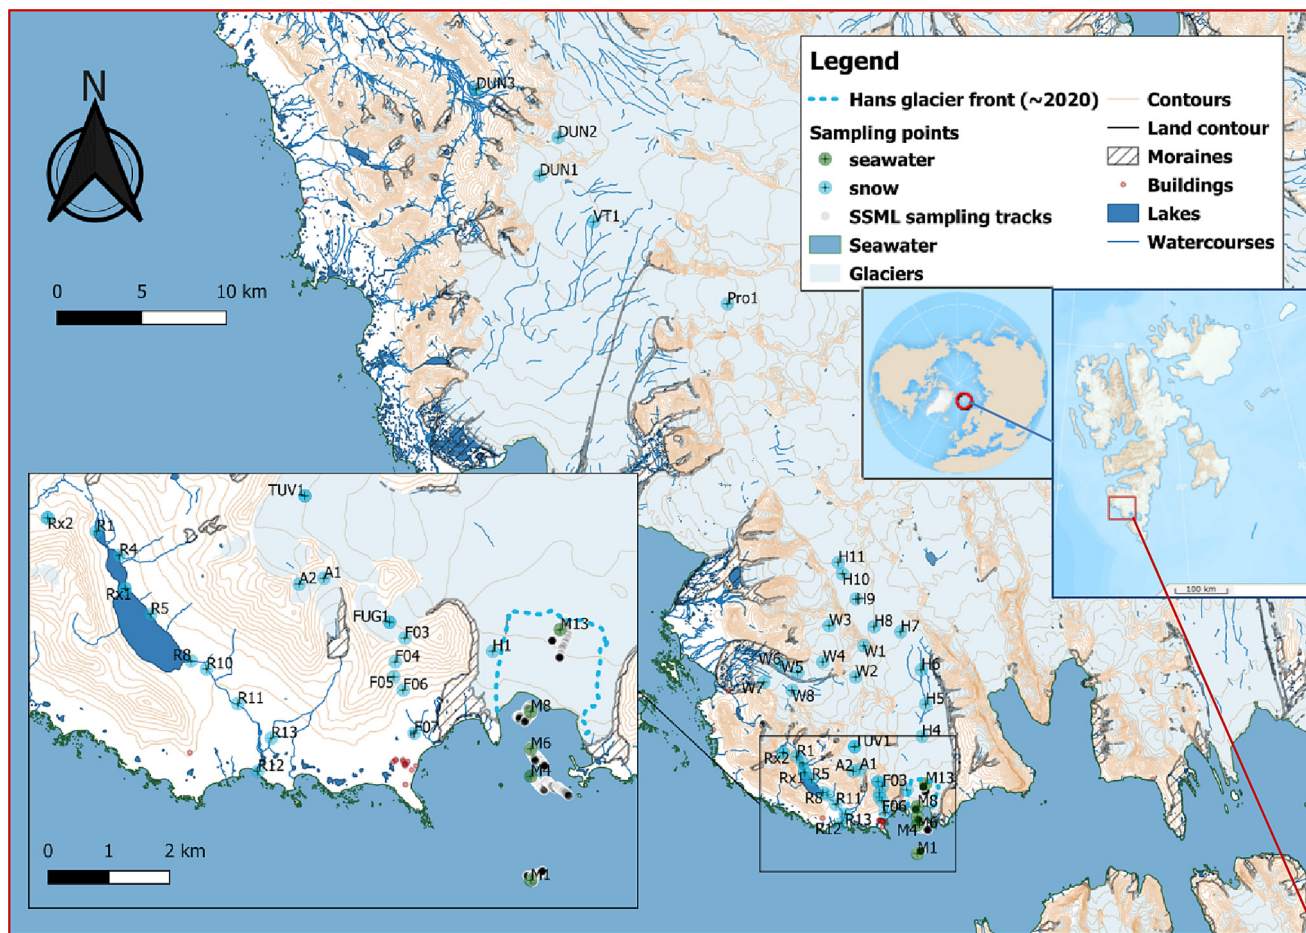 N
0 5 10 km
DUN3
DUN2
DUN1
VT1
Pro1
Legend
Hans glacier front (~2020)
Sampling points
seawater
snow
SSML sampling tracks
Seawater
Glaciers
Contours
Land contour
Moraines
Buildings
Lakes
Watercourses
100 km
TUV1
Rx2
R1
R4
A2
A1
Rx1
R5
FUG1
F03
M13
H1
R8
R10
F04
F05
F06
R11
M8
R13
F07
M6
R12
M1
0 1 2 km
M1
H11
H10
H9
W3
H8
H7
W1
W6
W5
W4
H6
W2
W7
W8
H5
H4
TUV1
Rx2
R1
A2
A1
Rx1
R5
F03
M13
R8
R11
F06
M8
R12
R13
M4
M6
M1